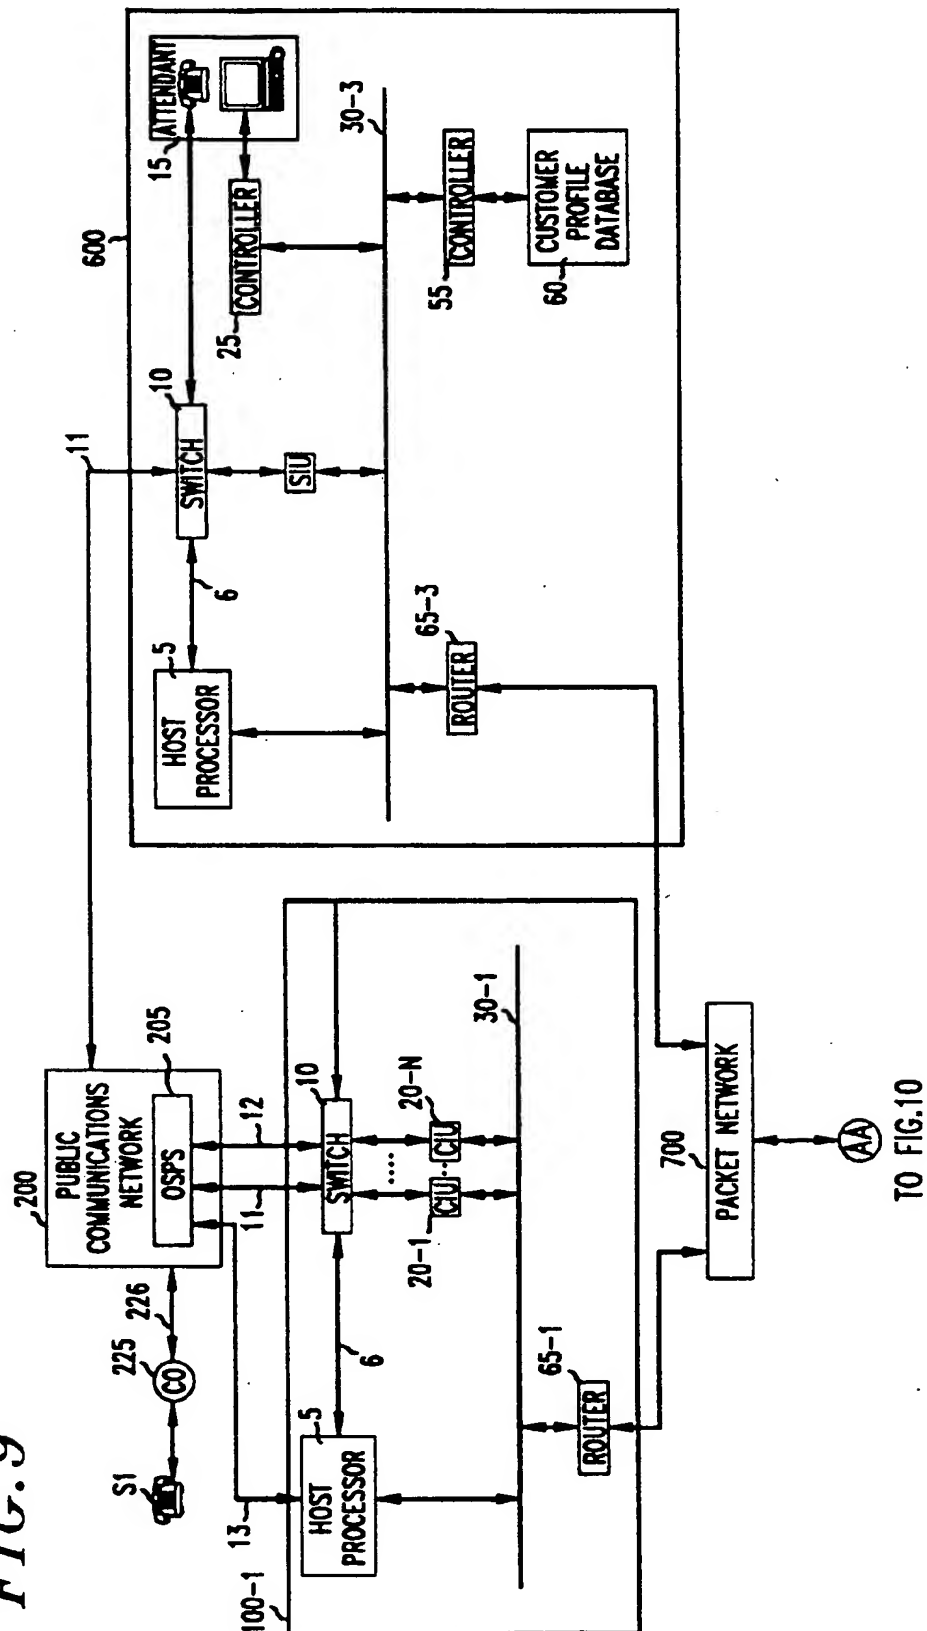 FIG. 9
S1
225
CO
226
200
PUBLIC
COMMUNICATIONS
NETWORK
205
OSPS
13
11
12
100-1
5
HOST
PROCESSOR
6
10
SWITCH
20-1
CIU
....
...
20-N
CIU
30-1
65-1
ROUTER
11
600
5
HOST
PROCESSOR
6
10
SWITCH
SIU
15
ATTENDANT
25
CONTROLLER
30-3
65-3
ROUTER
55
CONTROLLER
60
CUSTOMER
PROFILE
DATABASE
700
PACKET NETWORK
AA
TO FIG.10